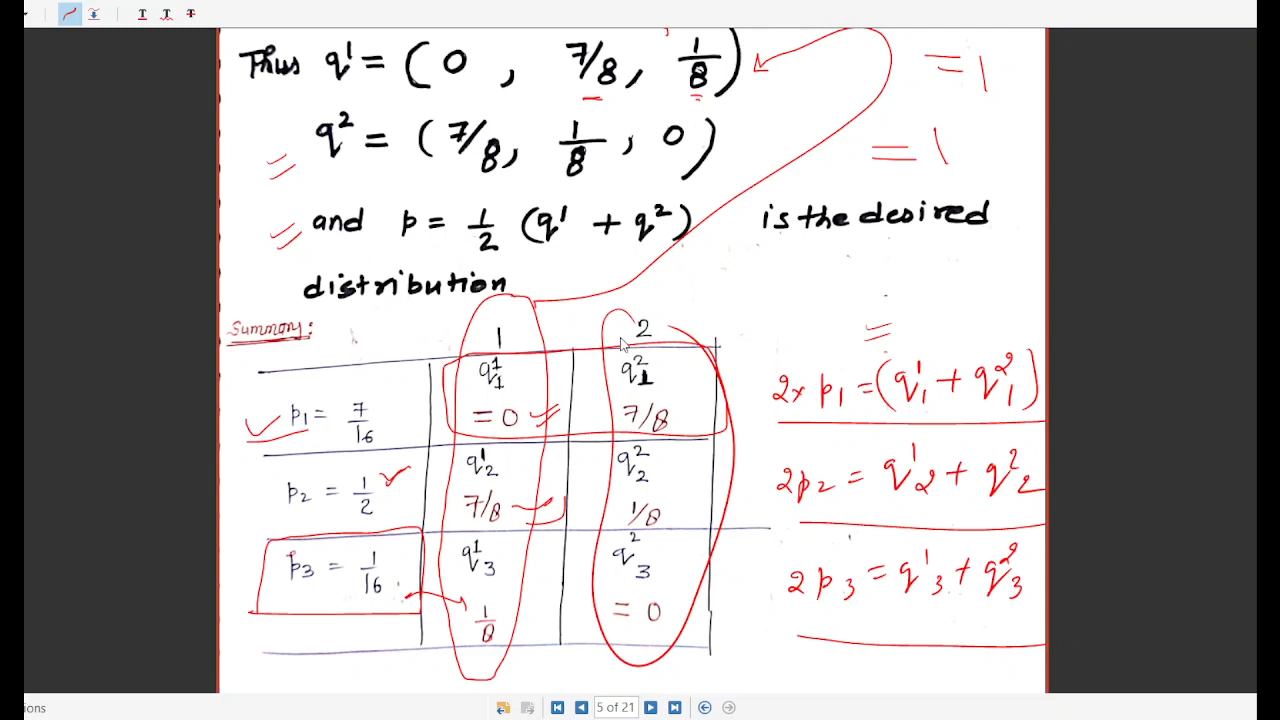 T T T
Thus q¹ = ( 0 , 7/8, 1/8 ) = 1
q² = ( 7/8, 1/8 , 0 ) = 1
and p = 1/2 (q¹ + q²) is the desired
distribution
Summary:
1 2
q¹₁ q²₁
p₁ = 7/16 = 0 7/8
2x p₁ = (q¹₁ + q²₁)
q¹₂ q²₂
p₂ = 1/2 7/8 1/8
2p₂ = q¹₂ + q²₂
q¹₃ q²₃
p₃ = 1/16 1/8 = 0
2p₃ = q¹₃ + q²₃
ions 5 of 21